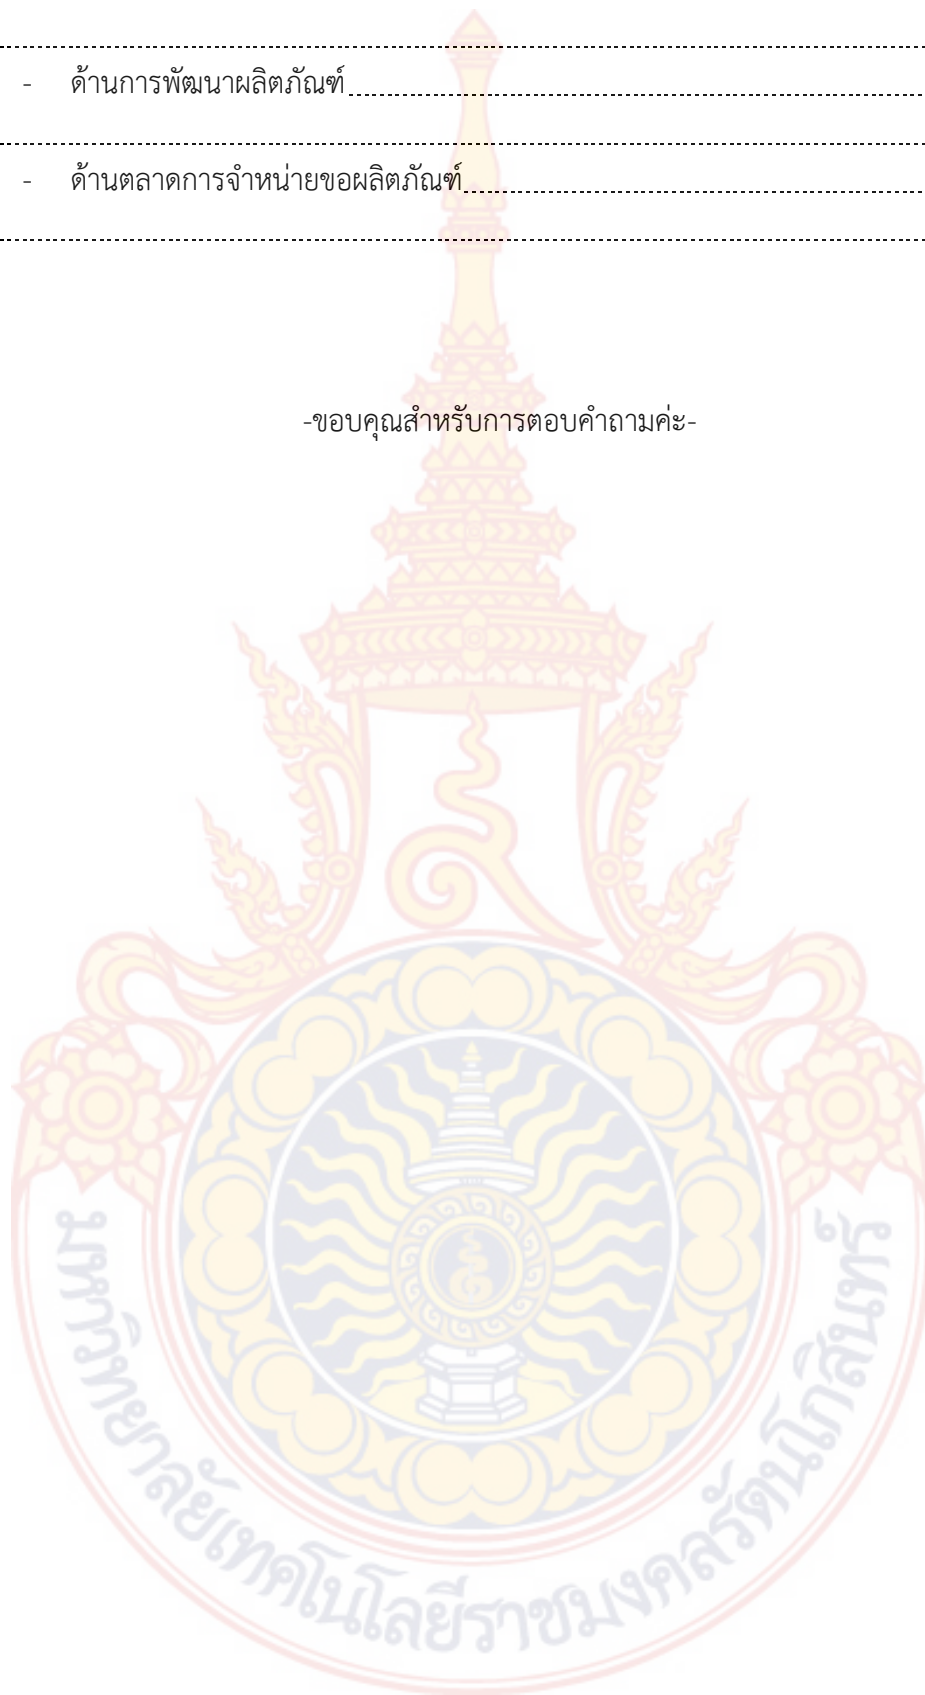 - ด้านการพัฒนาผลิตภัณฑ์
- ด้านตลาดการจำหน่ายขอผลิตภัณฑ์
-ขอบคุณสำหรับการตอบคำถามค่ะ-
มหาวิทยาลัยเทคโนโลยีราชมงคลรัตนโกสินทร์